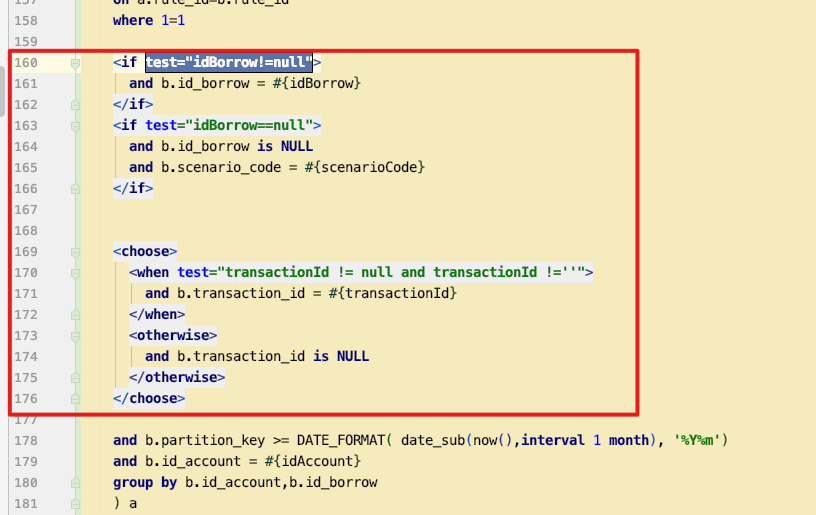 157 on a.rule_id=b.rule_id
158 where 1=1
159
160 <if test="idBorrow!=null">
161 and b.id_borrow = #{idBorrow}
162 </if>
163 <if test="idBorrow==null">
164 and b.id_borrow is NULL
165 and b.scenario_code = #{scenarioCode}
166 </if>
167
168
169 <choose>
170 <when test="transactionId != null and transactionId !=''">
171 and b.transaction_id = #{transactionId}
172 </when>
173 <otherwise>
174 and b.transaction_id is NULL
175 </otherwise>
176 </choose>
177
178 and b.partition_key >= DATE_FORMAT( date_sub(now(),interval 1 month), '%Y%m')
179 and b.id_account = #{idAccount}
180 group by b.id_account,b.id_borrow
181 ) a